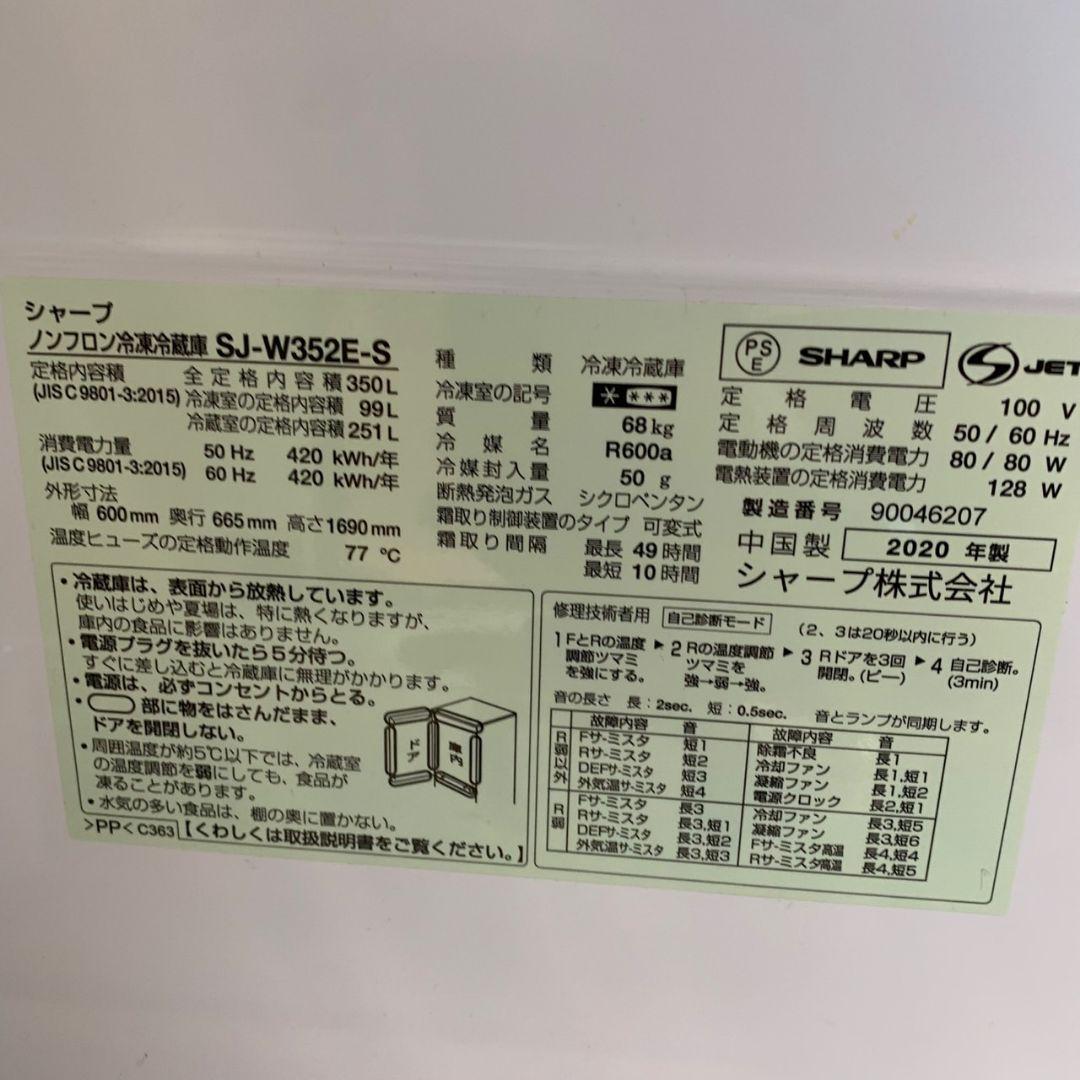 シャープ
ノンフロン冷凍冷蔵庫 SJ-W352E-S
定格内容積 全定格内容積 350 L
(JIS C 9801-3:2015) 冷凍室の定格内容積 99 L
冷蔵室の定格内容積 251 L
消費電力量 50 Hz 420 kWh/年
(JIS C 9801-3:2015) 60 Hz 420 kWh/年
外形寸法
幅 600 mm 奥行 665 mm 高さ 1690 mm
温度ヒューズの定格動作温度 77 ℃
種類 冷凍冷蔵庫
冷凍室の記号 * ***
質量 68 kg
冷媒名 R600a
冷媒封入量 50 g
断熱発泡ガス シクロペンタン
霜取り制御装置のタイプ 可変式
霜取り間隔 最長 49 時間
最短 10 時間
PS E SHARP JET
定格電圧 100 V
定格周波数 50 / 60 Hz
電動機の定格消費電力 80 / 80 W
電熱装置の定格消費電力 128 W
製造番号 90046207
中国製 2020 年製
シャープ株式会社
・冷蔵庫は、表面から放熱しています。
使いはじめや夏場は、特に熱くなりますが、
庫内の食品に影響はありません。
・電源プラグを抜いたら5分待つ。
すぐに差し込むと冷蔵庫に無理がかかります。
・電源は、必ずコンセントからとる。
・ 部に物をはさんだまま、
ドアを開閉しない。
・周囲温度が約5℃以下では、冷蔵室
の温度調節を弱にしても、食品が
凍ることがあります。
・水気の多い食品は、棚の奥に置かない。
>PP< C363 【くわしくは取扱説明書をご覧ください。】
ドア 庫内
修理技術者用 自己診断モード (2、3は20秒以内に行う)
1 FとRの温度調節ツマミを強にする。 ▶ 2 Rの温度調節ツマミを強→弱→強。 ▶ 3 Rドアを3回開閉。(ピー) ▶ 4 自己診断。(3min)
音の長さ 長:2sec. 短:0.5sec. 音とランプが同期します。
故障内容 音 故障内容 音
R弱以外 Fサーミスタ 短1 除霜不良 長1
Rサーミスタ 短2 冷却ファン 長1,短1
DEFサーミスタ 短3 凝縮ファン 長1,短2
外気温サーミスタ 短4 電源クロック 長2,短1
R弱 Fサーミスタ 長3 冷却ファン 長3,短5
Rサーミスタ 長3,短1 凝縮ファン 長3,短6
DEFサーミスタ 長3,短2 Fサーミスタ高温 長4,短4
外気温サーミスタ 長3,短3 Rサーミスタ高温 長4,短5